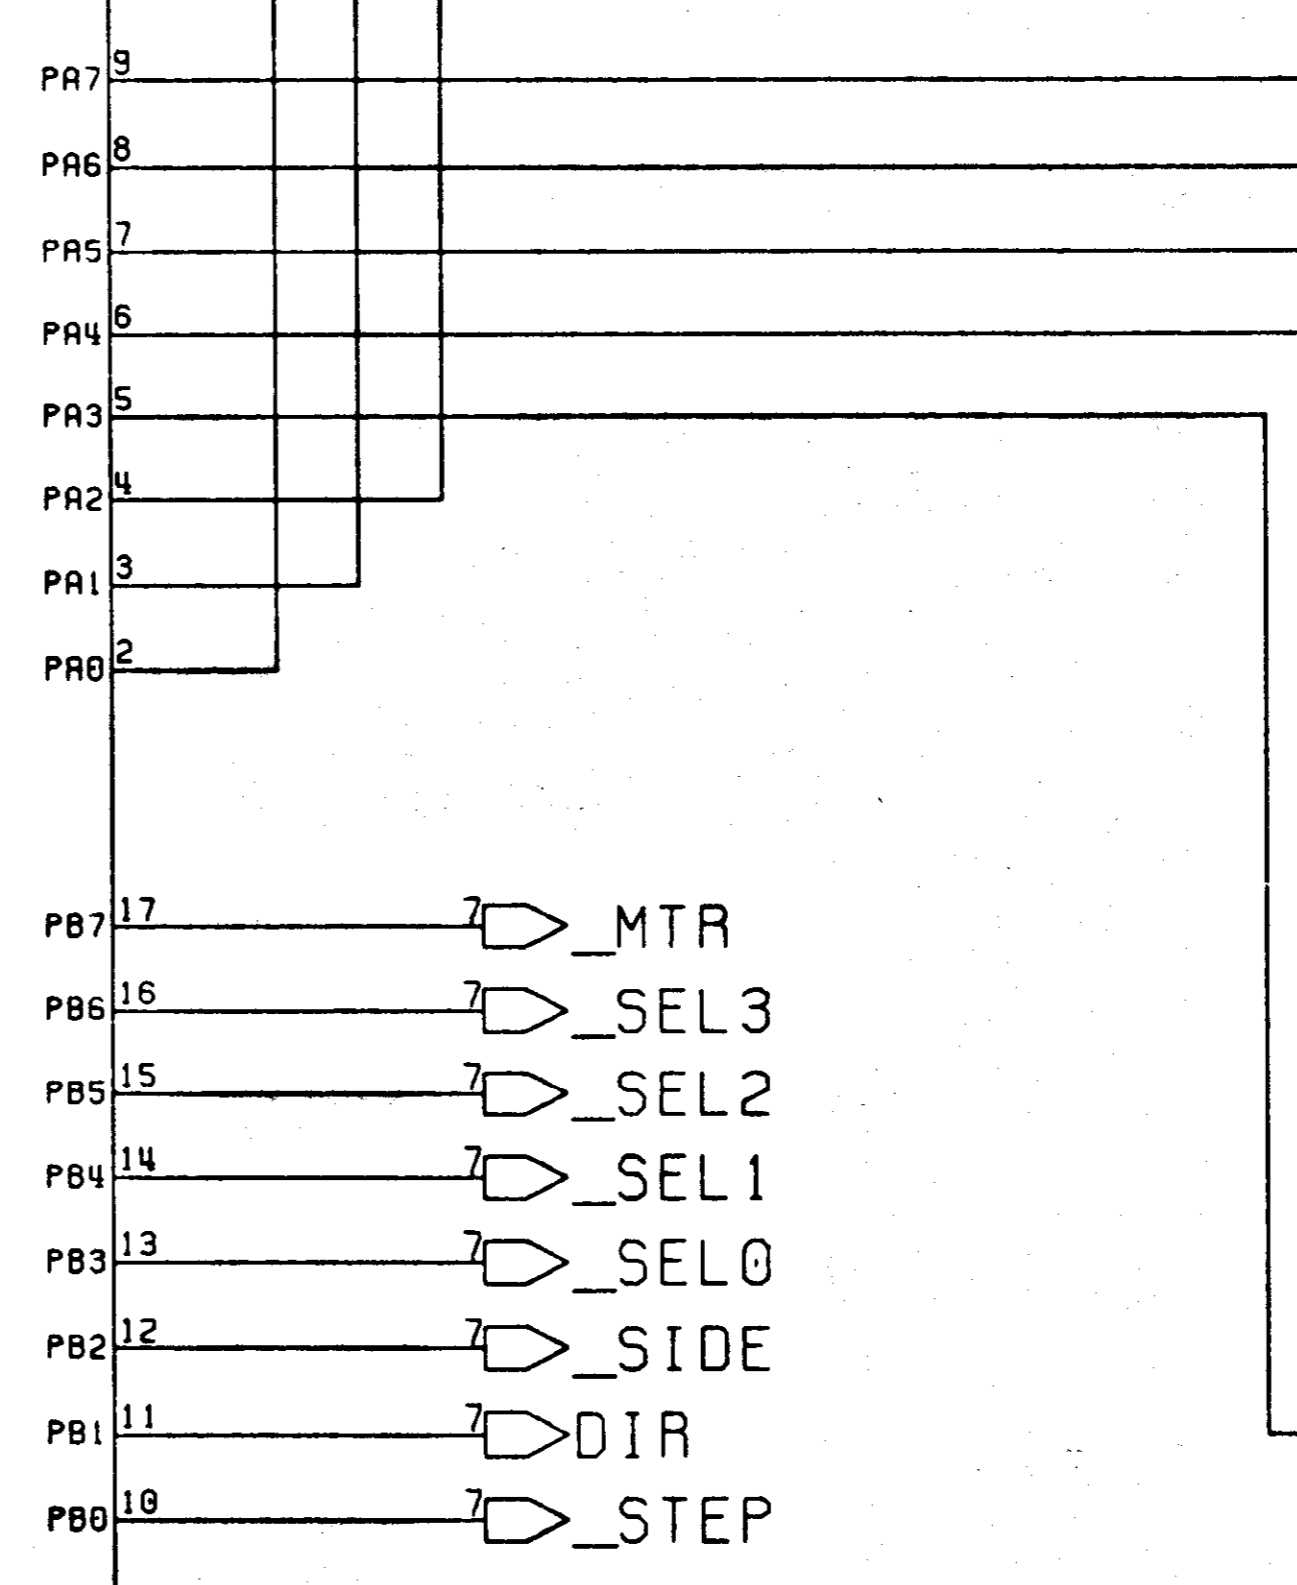 PA7 9
PA6 8
PA5 7
PA4 6
PA3 5
PA2 4
PA1 3
PA0 2
PB7 17 7 _MTR
PB6 16 7 _SEL3
PB5 15 7 _SEL2
PB4 14 7 _SEL1
PB3 13 7 _SEL0
PB2 12 7 _SIDE
PB1 11 7 DIR
PB0 10 7 _STEP